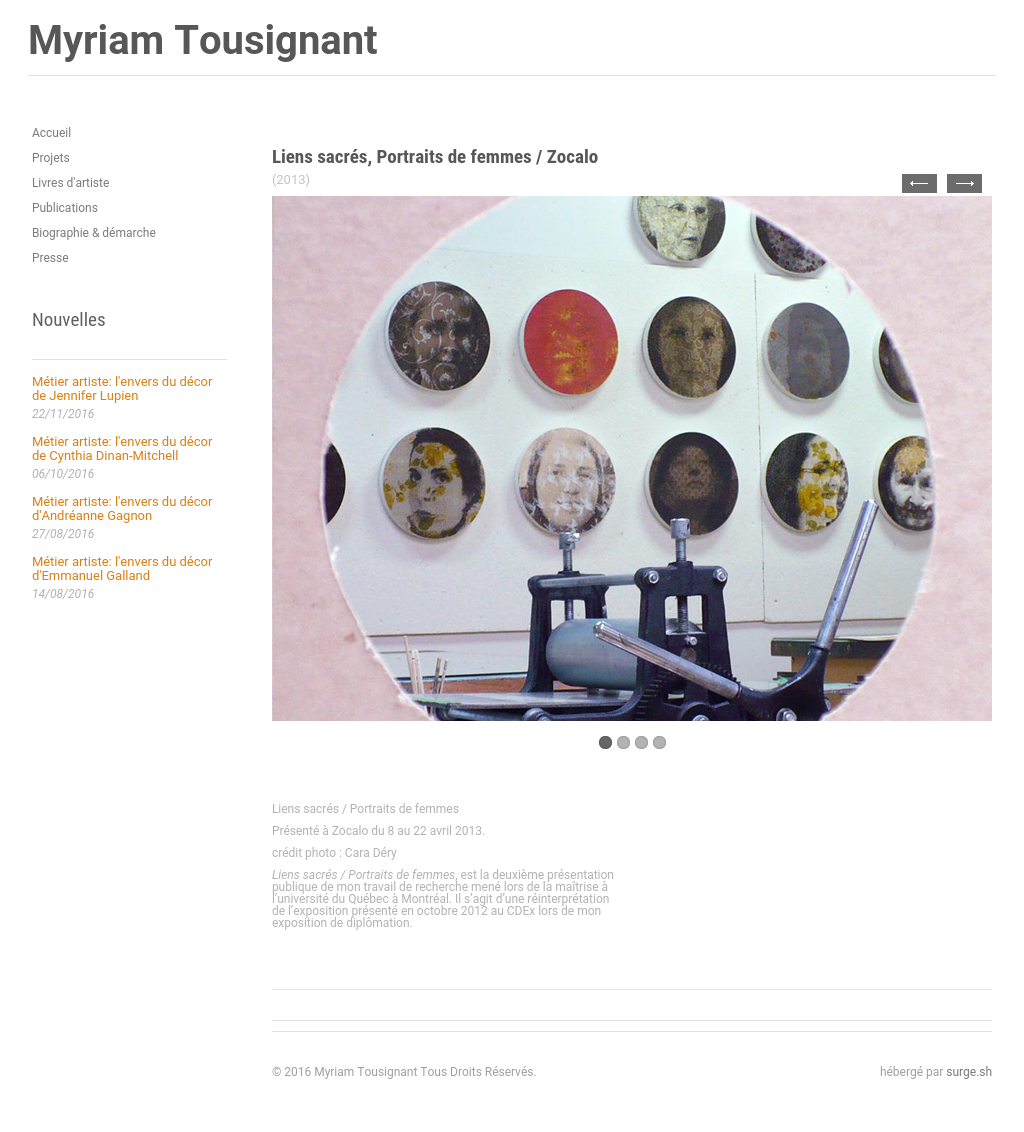 Myriam Tousignant
Accueil
Projets
Livres d'artiste
Publications
Biographie & démarche
Presse
Nouvelles
Métier artiste: l'envers du décor
de Jennifer Lupien
22/11/2016
Métier artiste: l'envers du décor
de Cynthia Dinan-Mitchell
06/10/2016
Métier artiste: l'envers du décor
d'Andréanne Gagnon
27/08/2016
Métier artiste: l'envers du décor
d'Emmanuel Galland
14/08/2016
Liens sacrés, Portraits de femmes / Zocalo
(2013)
Liens sacrés / Portraits de femmes
Présenté à Zocalo du 8 au 22 avril 2013.
crédit photo : Cara Déry
Liens sacrés / Portraits de femmes, est la deuxième présentation
publique de mon travail de recherche mené lors de la maîtrise à
l'université du Québec à Montréal. Il s'agit d'une réinterprétation
de l'exposition présenté en octobre 2012 au CDEx lors de mon
exposition de diplômation.
© 2016 Myriam Tousignant Tous Droits Réservés.
hébergé par surge.sh